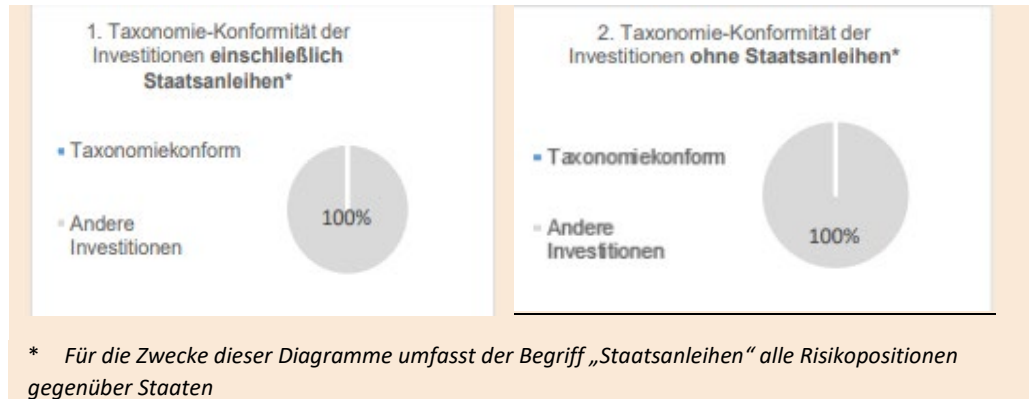 1. Taxonomie-Konformität der
Investitionen einschließlich
Staatsanleihen*
Taxonomiekonform
Andere
Investitionen
100%
2. Taxonomie-Konformität der
Investitionen ohne Staatsanleihen*
Taxonomiekonform
Andere
Investitionen
100%
* Für die Zwecke dieser Diagramme umfasst der Begriff „Staatsanleihen“ alle Risikopositionen
gegenüber Staaten